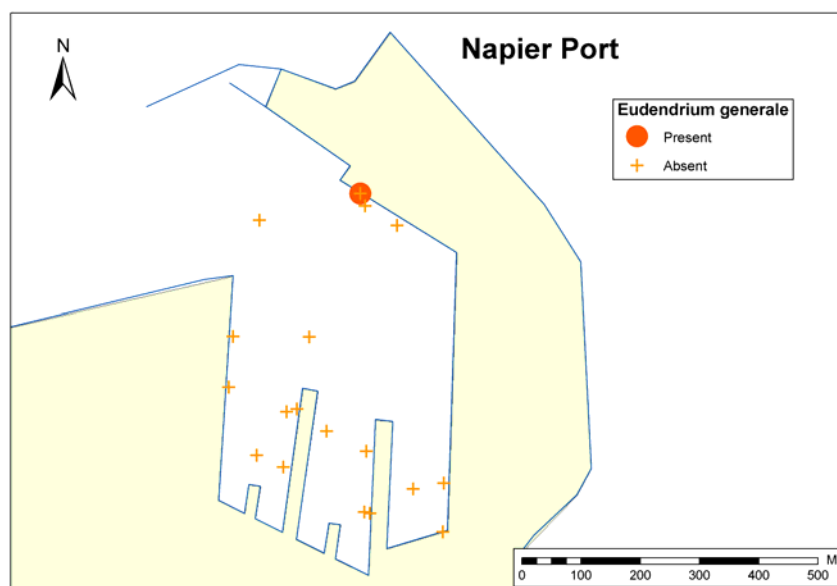 Napier Port
N
Eudendrium generale
Present
Absent
M
0 100 200 300 400 500